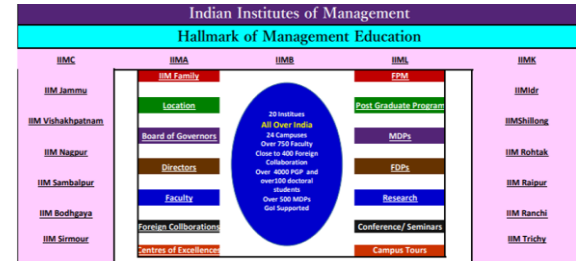 Indian Institutes of Management
Hallmark of Management Education
IIMC IIMA IIMB IIML IIMK
IIM Family
FPM
IIM Jammu
IIMIdr
Location
Post Graduate Program
IIM Vishakhpatnam
IIMShillong
Board of Governors
MDPs
IIM Nagpur
IIM Rohtak
Directors
FDPs
IIM Sambalpur
IIM Raipur
Faculty
Research
IIM Bodhgaya
IIM Ranchi
Foreign Collborations
Conference/ Seminars
IIM Sirmour
IIM Trichy
Centres of Excellences
Campus Tours
20 Institues
All Over India
24 Campuses
Over 750 Faculty
Close to 400 Foreign
Collaboration
Over 4000 PGP and
over100 doctoral
students
Over 500 MDPs
GoI Supported